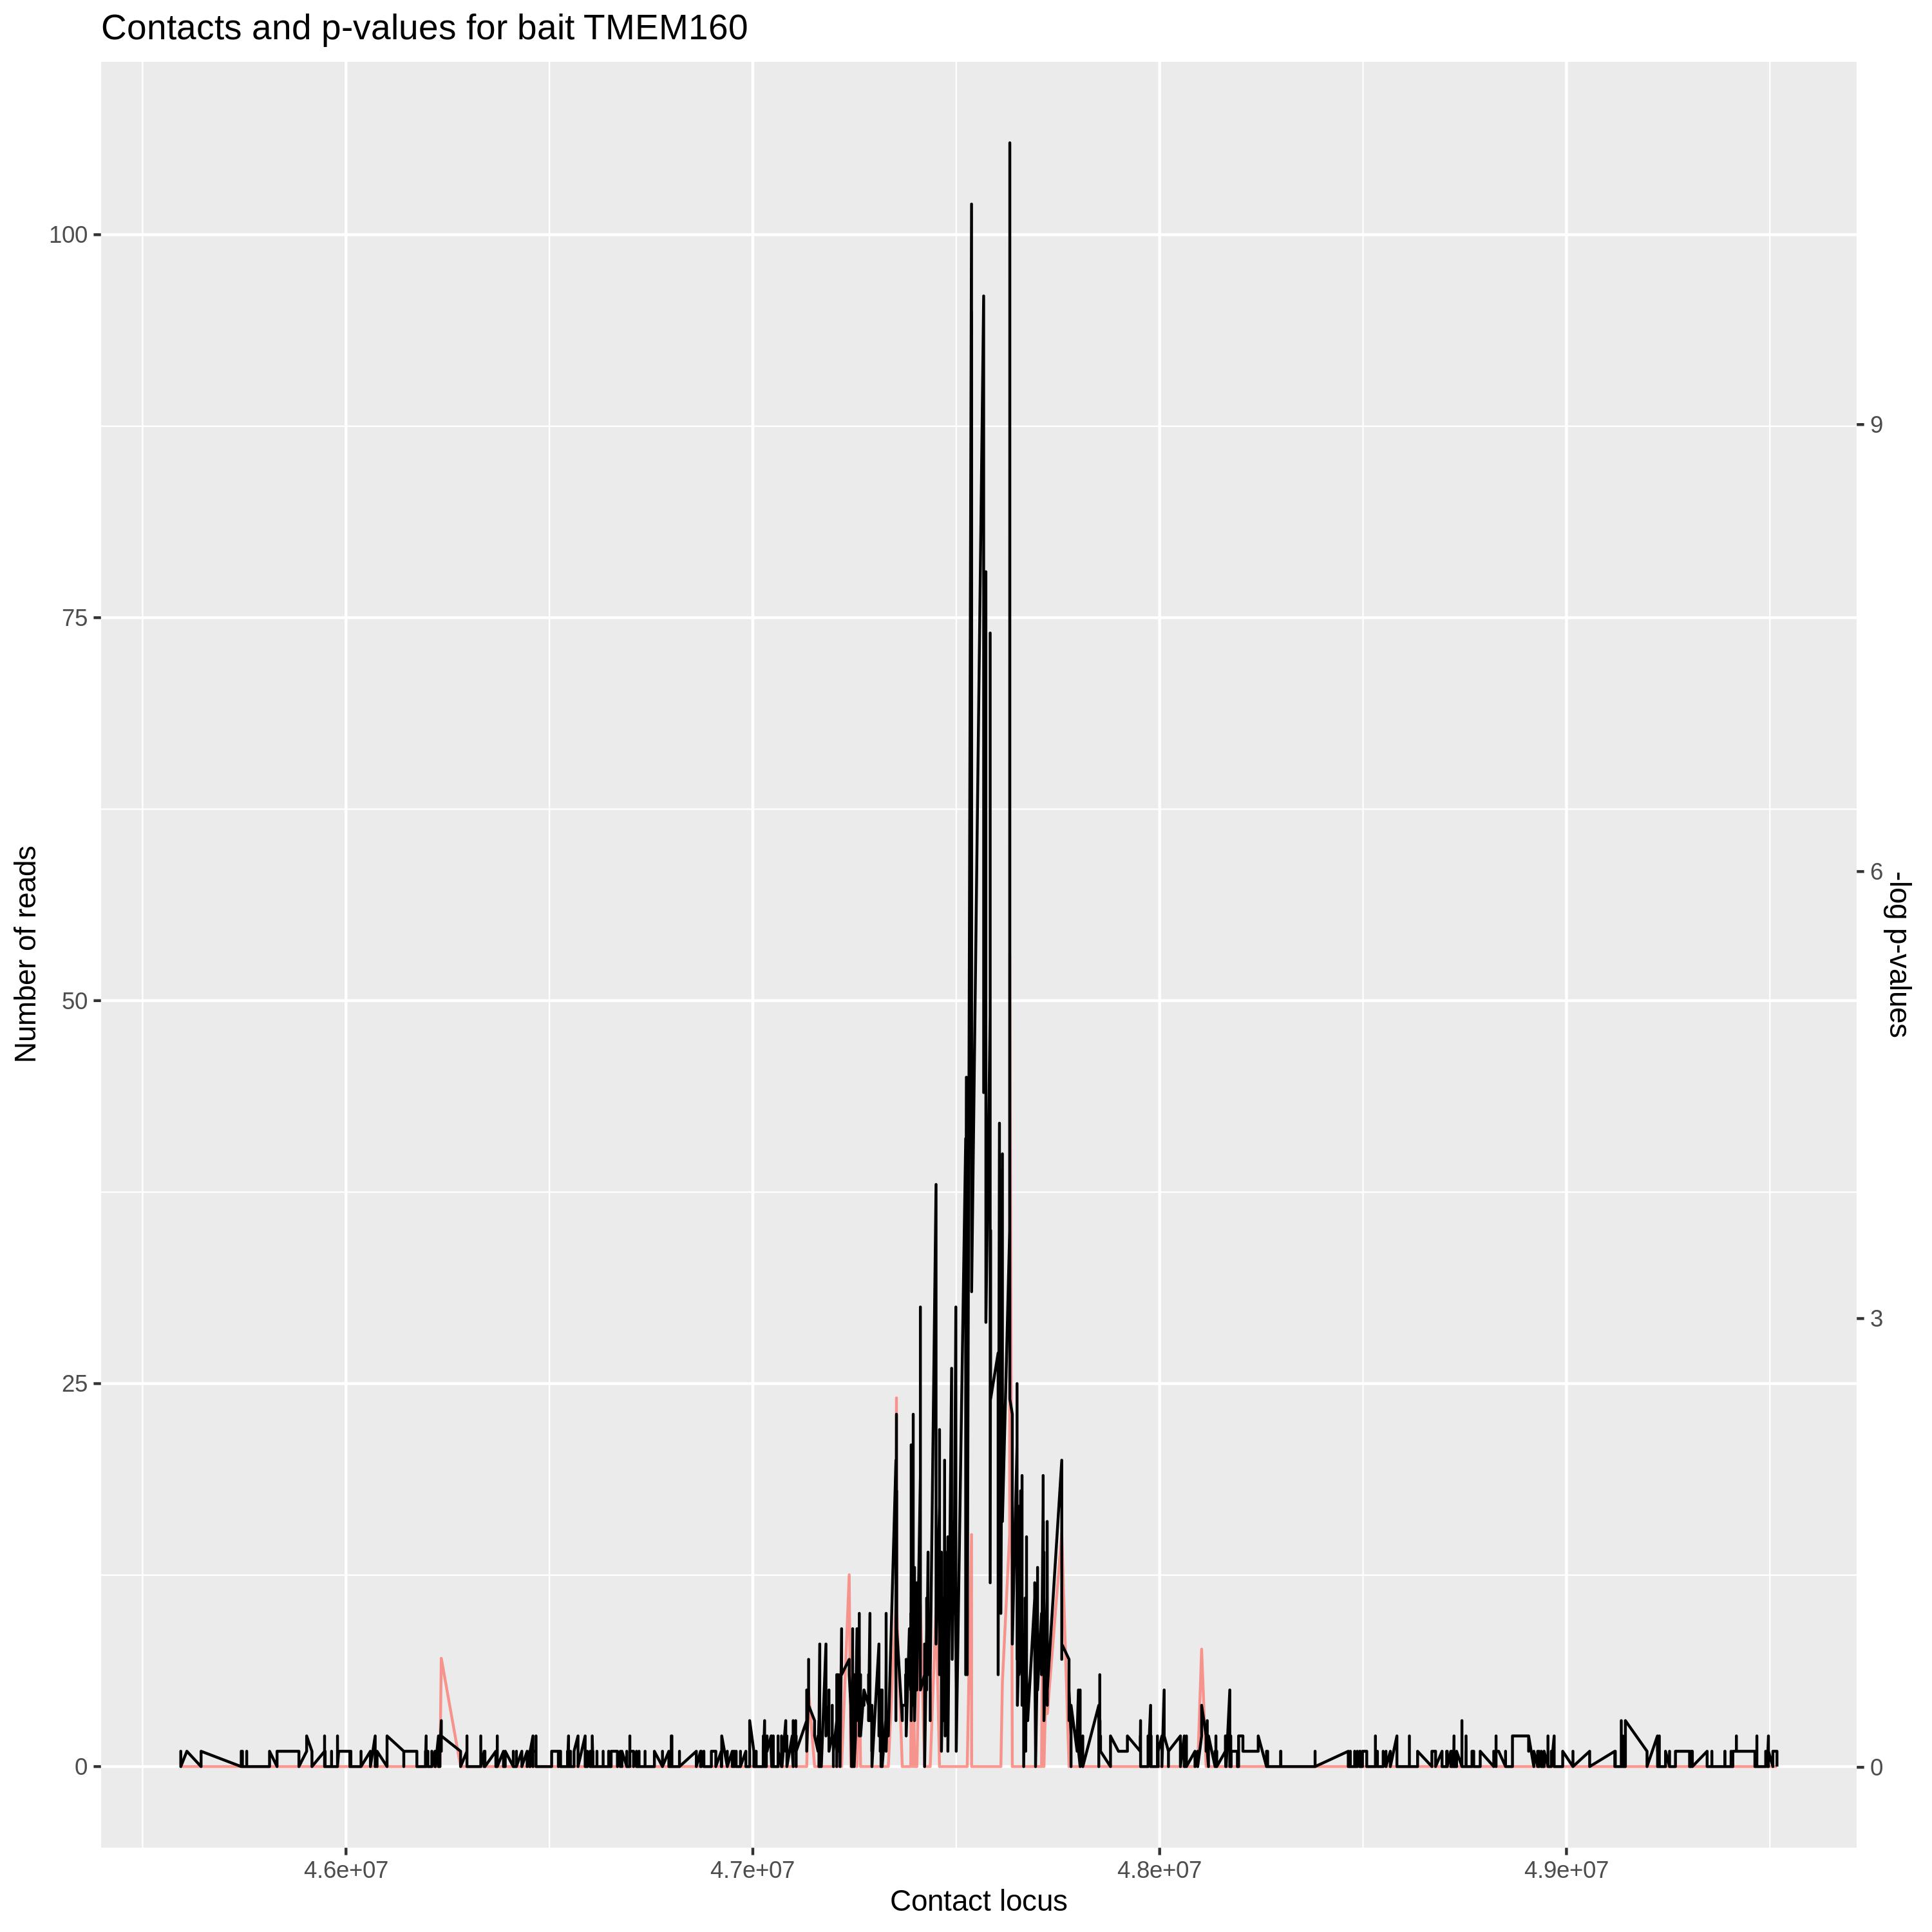 Contacts and p-values for bait TMEM160
Number of reads
100
75
50
25
0
9
6
3
0
-log p-values
4.6e+07
4.7e+07
4.8e+07
4.9e+07
Contact locus